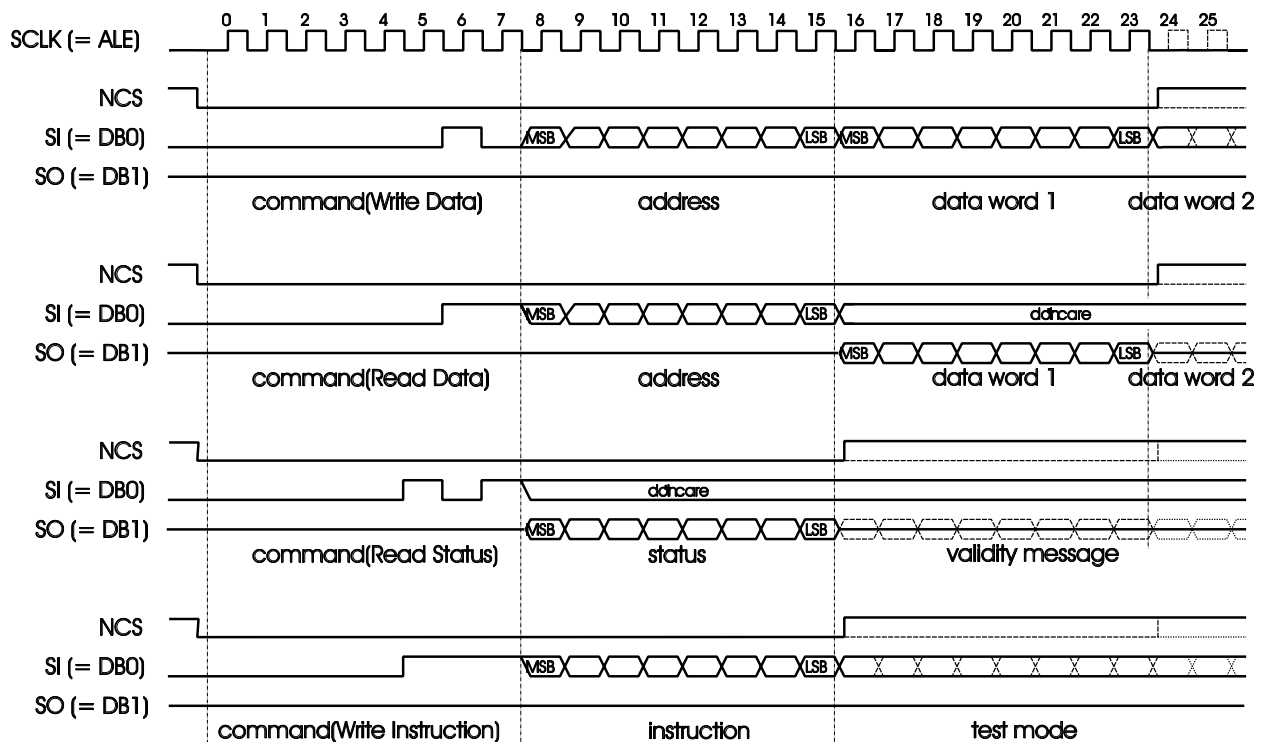 0 1 2 3 4 5 6 7 8 9 10 11 12 13 14 15 16 17 18 19 20 21 22 23 24 25
SCLK (= ALE)
NCS
SI (= DB0) MSB LSB MSB LSB
SO (= DB1)
command(Write Data) address data word 1 data word 2
NCS
SI (= DB0) MSB LSB
SO (= DB1) MSB LSB
command(Read Data) address data word 1 data word 2
NCS
SI (= DB0)
SO (= DB1) MSB LSB
command(Read Status) status validity message
NCS
SI (= DB0) MSB LSB
SO (= DB1)
command(Write Instruction) instruction test mode